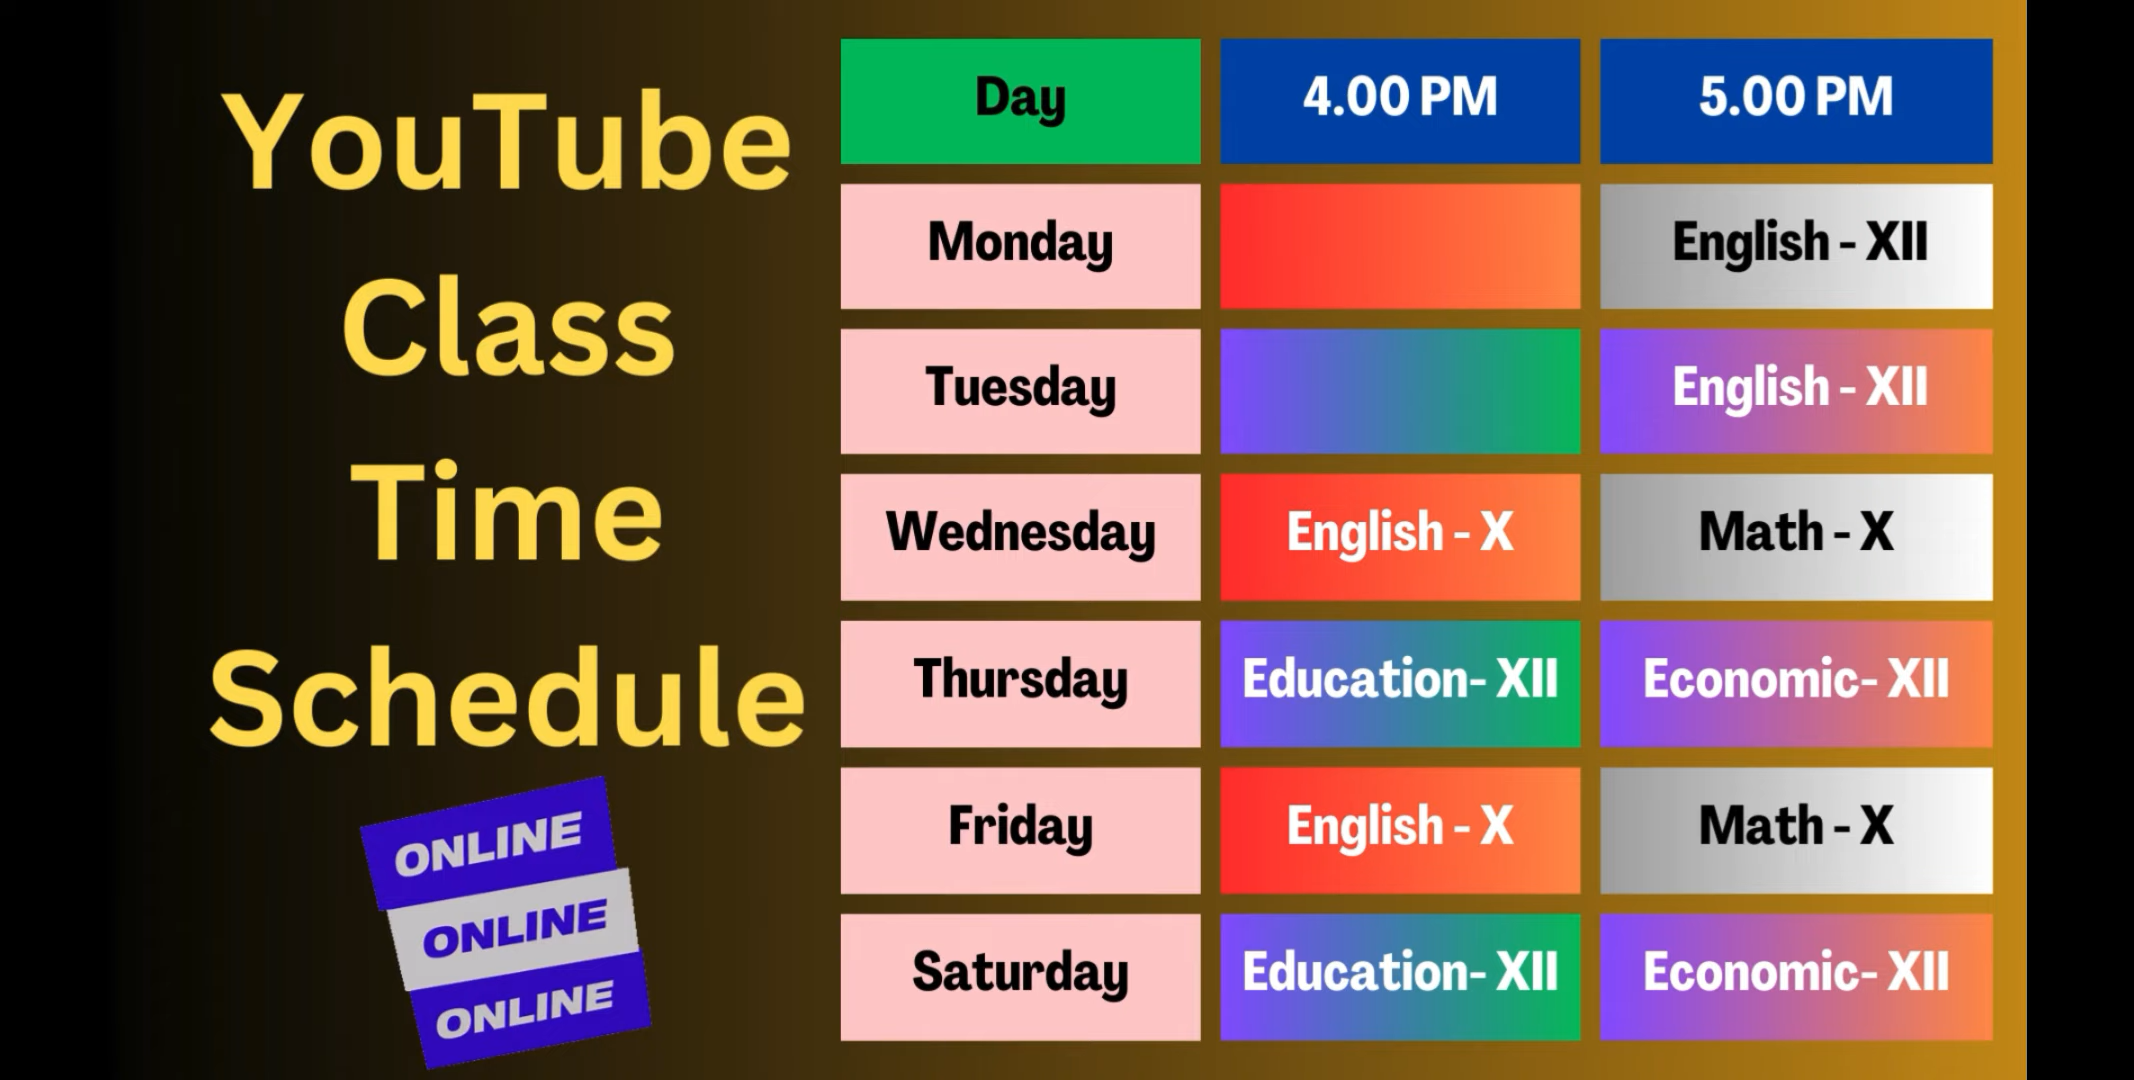 YouTube
Class
Time
Schedule
ONLINE
ONLINE
ONLINE
Day 4.00 PM 5.00 PM
Monday English - XII
Tuesday English - XII
Wednesday English - X Math - X
Thursday Education- XII Economic- XII
Friday English - X Math - X
Saturday Education- XII Economic- XII